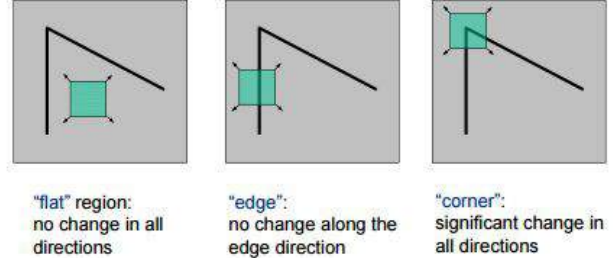 "flat" region:
no change in all
directions
"edge":
no change along the
edge direction
"corner":
significant change in
all directions